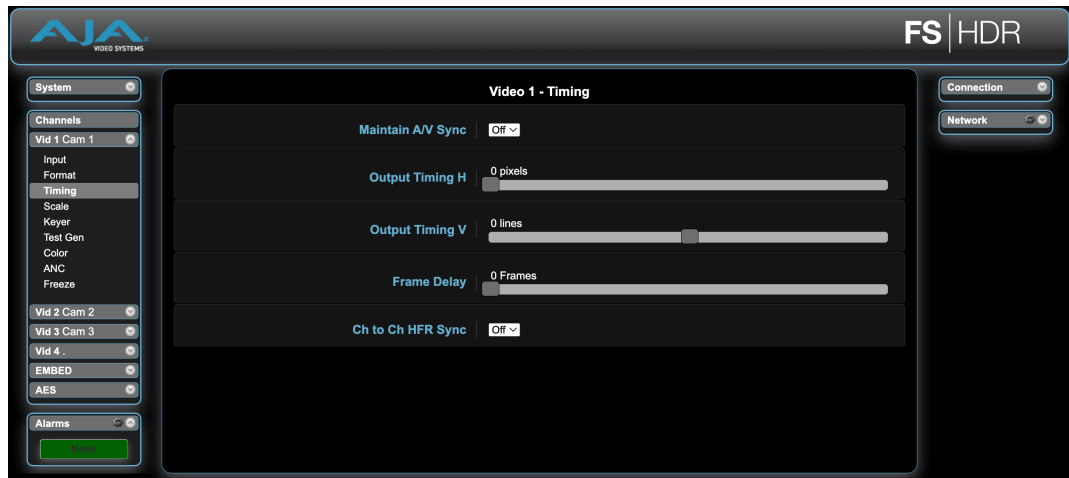 AJA
VIDEO SYSTEMS
FS|HDR
System
Channels
Vid 1 Cam 1
Input
Format
Timing
Scale
Keyer
Test Gen
Color
ANC
Freeze
Vid 2 Cam 2
Vid 3 Cam 3
Vid 4 .
EMBED
AES
Alarms
None
Video 1 - Timing
Maintain A/V Sync Off
Output Timing H 0 pixels
Output Timing V 0 lines
Frame Delay 0 Frames
Ch to Ch HFR Sync Off
Connection
Network